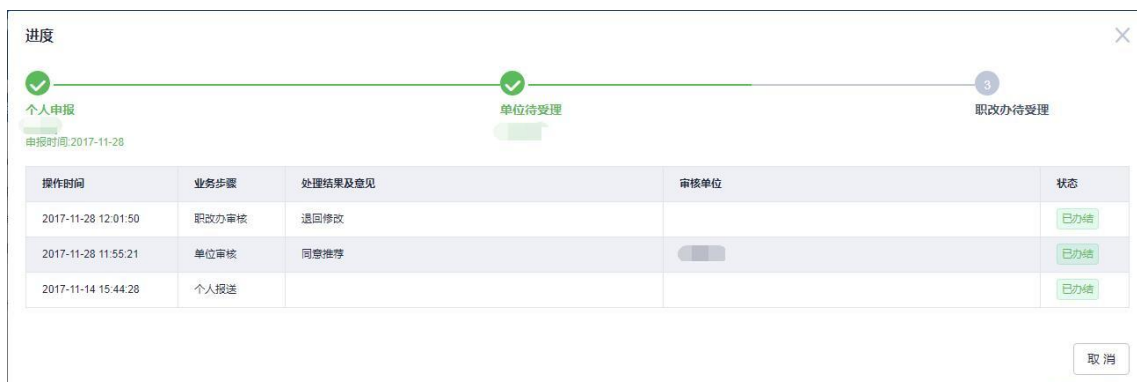 进度
3
个人申报 单位待受理 职改办待受理
申报时间:2017-11-28
操作时间 业务步骤 处理结果及意见 审核单位 状态
2017-11-28 12:01:50 职改办审核 退回修改 已办结
2017-11-28 11:55:21 单位审核 同意推荐 已办结
2017-11-14 15:44:28 个人报送 已办结
取消